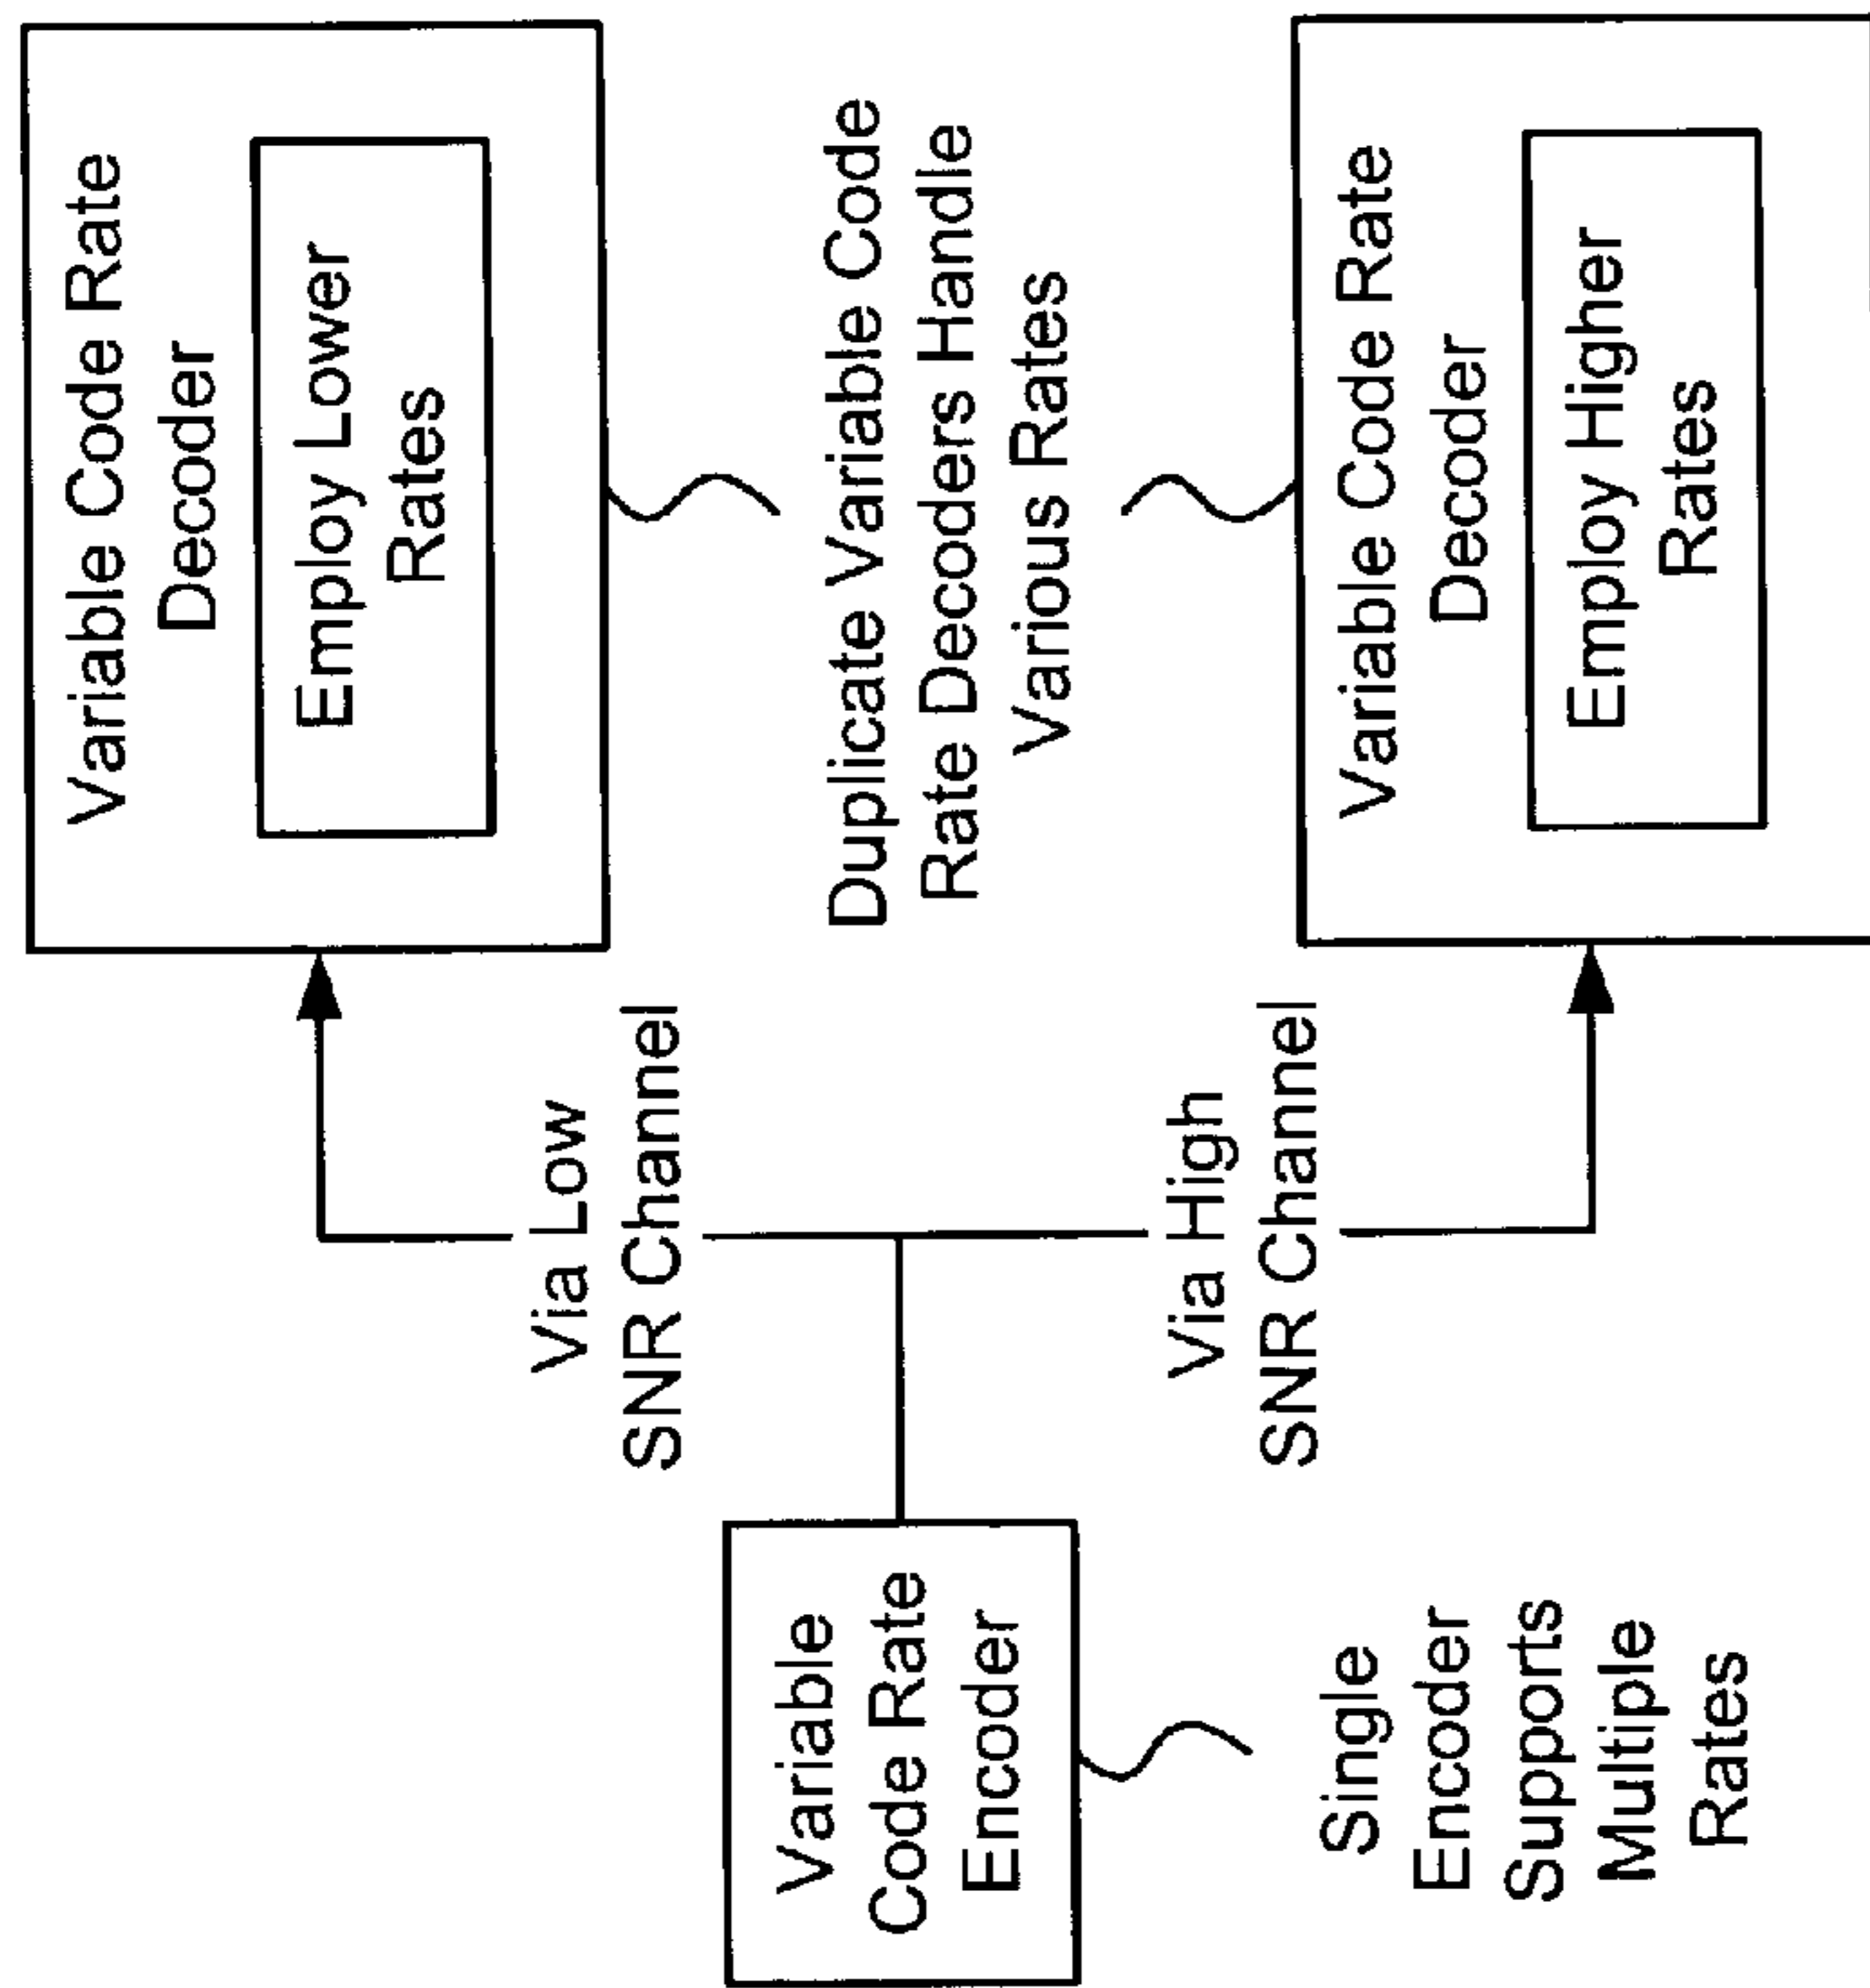 Variable
Code Rate
Encoder
Single
Encoder
Supports
Multiple
Rates
Via Low
SNR Channel
Via High
SNR Channel
Variable Code Rate
Decoder
Employ Lower
Rates
Duplicate Variable Code
Rate Decoders Handle
Various Rates
Variable Code Rate
Decoder
Employ Higher
Rates